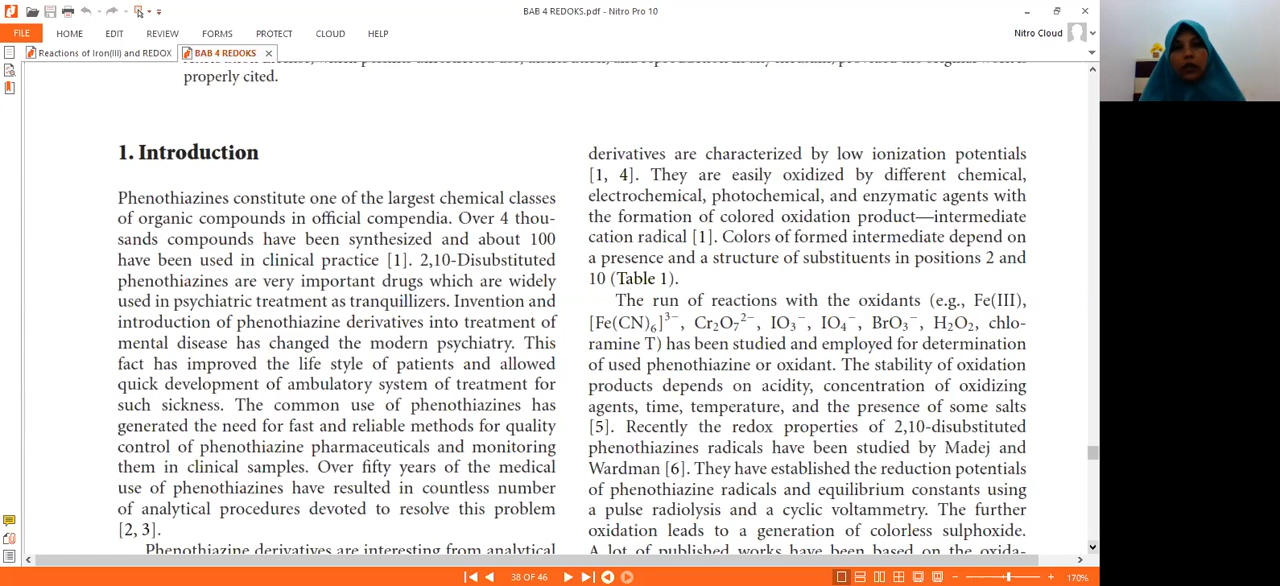 BAB 4 REDOKS.pdf - Nitro Pro 10
FILE HOME EDIT REVIEW FORMS PROTECT CLOUD HELP
Nitro Cloud
Reactions of Iron(III) and REDOX
BAB 4 REDOKS
properly cited.
1. Introduction
Phenothiazines constitute one of the largest chemical classes
of organic compounds in official compendia. Over 4 thou-
sands compounds have been synthesized and about 100
have been used in clinical practice [1]. 2,10-Disubstituted
phenothiazines are very important drugs which are widely
used in psychiatric treatment as tranquillizers. Invention and
introduction of phenothiazine derivatives into treatment of
mental disease has changed the modern psychiatry. This
fact has improved the life style of patients and allowed
quick development of ambulatory system of treatment for
such sickness. The common use of phenothiazines has
generated the need for fast and reliable methods for quality
control of phenothiazine pharmaceuticals and monitoring
them in clinical samples. Over fifty years of the medical
use of phenothiazines have resulted in countless number
of analytical procedures devoted to resolve this problem
[2, 3].
Phenothiazine derivatives are interesting from analytical
derivatives are characterized by low ionization potentials
[1, 4]. They are easily oxidized by different chemical,
electrochemical, photochemical, and enzymatic agents with
the formation of colored oxidation product—intermediate
cation radical [1]. Colors of formed intermediate depend on
a presence and a structure of substituents in positions 2 and
10 (Table 1).
The run of reactions with the oxidants (e.g., Fe(III),
[Fe(CN)₆]³⁻, Cr₂O₇²⁻, IO₃⁻, IO₄⁻, BrO₃⁻, H₂O₂, chlo-
ramine T) has been studied and employed for determination
of used phenothiazine or oxidant. The stability of oxidation
products depends on acidity, concentration of oxidizing
agents, time, temperature, and the presence of some salts
[5]. Recently the redox properties of 2,10-disubstituted
phenothiazines radicals have been studied by Madej and
Wardman [6]. They have established the reduction potentials
of phenothiazine radicals and equilibrium constants using
a pulse radiolysis and a cyclic voltammetry. The further
oxidation leads to a generation of colorless sulphoxide.
A lot of published works have been based on the oxida-
38 OF 46
170%